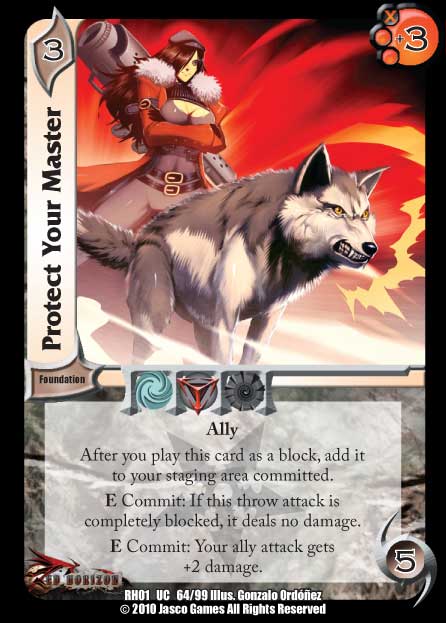 3
X
+3
Protect Your Master
Foundation
Ally
After you play this card as a block, add it
to your staging area committed.
E Commit: If this throw attack is
completely blocked, it deals no damage.
E Commit: Your ally attack gets
+2 damage.
5
RED HORIZON
RH01 UC 64/99 Illus. Gonzalo Ordóñez
© 2010 Jasco Games All Rights Reserved